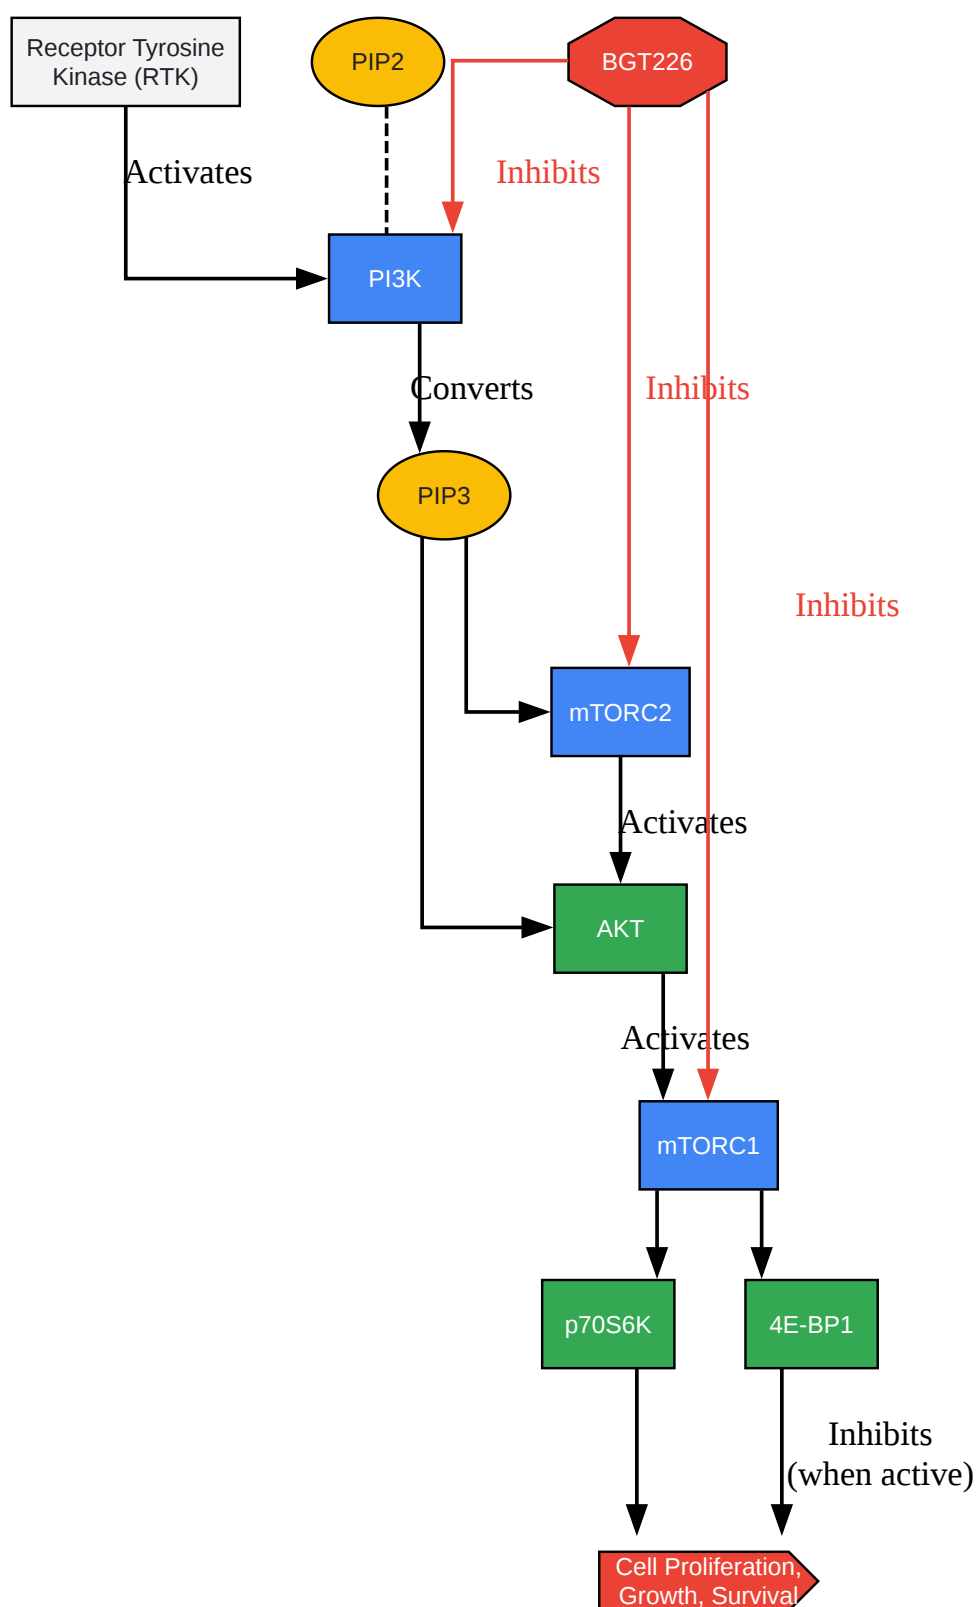 Receptor Tyrosine
Kinase (RTK)
PIP2
BGT226
Activates
Inhibits
PI3K
Converts
Inhibits
PIP3
Inhibits
mTORC2
Activates
AKT
Activates
mTORC1
p70S6K
4E-BP1
Inhibits
(when active)
Cell Proliferation,
Growth, Survival